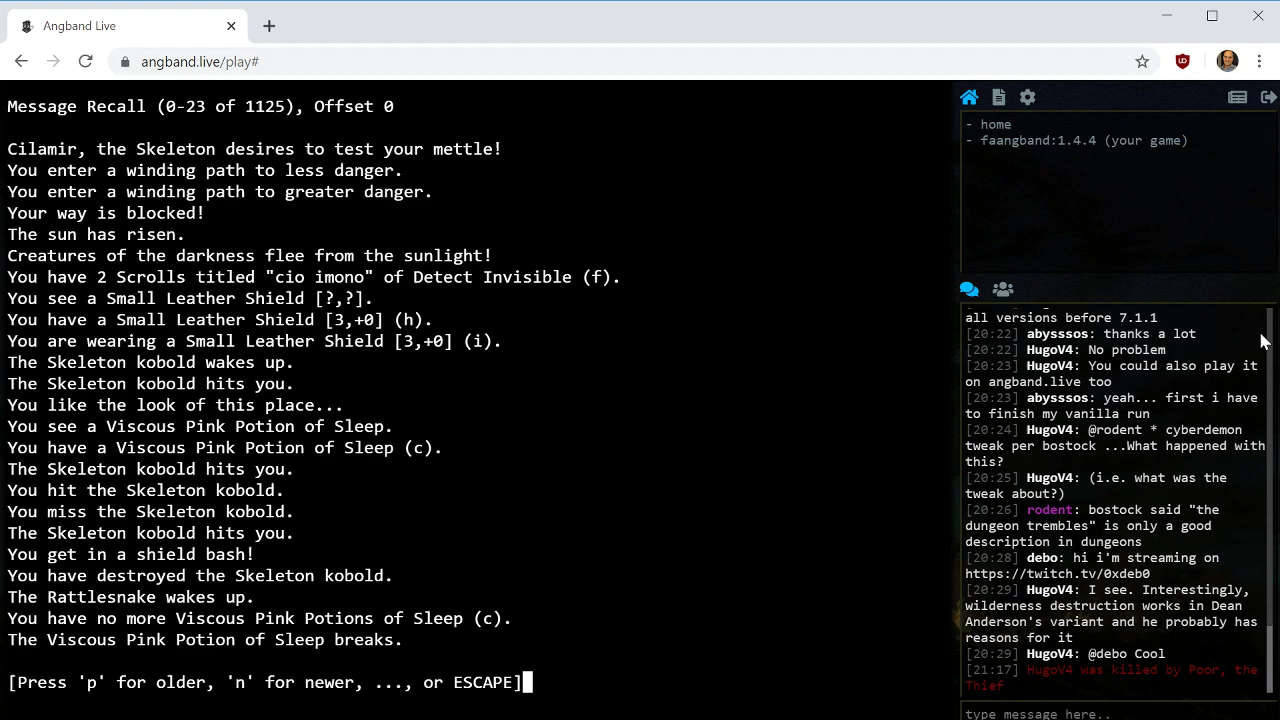 Angband Live
angband.live/play#
Message Recall (0-23 of 1125), Offset 0
Cilamir, the Skeleton desires to test your mettle!
You enter a winding path to less danger.
You enter a winding path to greater danger.
Your way is blocked!
The sun has risen.
Creatures of the darkness flee from the sunlight!
You have 2 Scrolls titled "cio imono" of Detect Invisible (f).
You see a Small Leather Shield [?,?].
You have a Small Leather Shield [3,+0] (h).
You are wearing a Small Leather Shield [3,+0] (i).
The Skeleton kobold wakes up.
The Skeleton kobold hits you.
You like the look of this place...
You see a Viscous Pink Potion of Sleep.
You have a Viscous Pink Potion of Sleep (c).
The Skeleton kobold hits you.
You hit the Skeleton kobold.
You miss the Skeleton kobold.
The Skeleton kobold hits you.
You get in a shield bash!
You have destroyed the Skeleton kobold.
The Rattlesnake wakes up.
You have no more Viscous Pink Potions of Sleep (c).
The Viscous Pink Potion of Sleep breaks.
[Press 'p' for older, 'n' for newer, ..., or ESCAPE]
- home
- faangband:1.4.4 (your game)
all versions before 7.1.1
[20:22] abysssos: thanks a lot
[20:22] HugoV4: No problem
[20:23] HugoV4: You could also play it
on angband.live too
[20:23] abysssos: yeah... first i have
to finish my vanilla run
[20:24] HugoV4: @rodent * cyberdemon
tweak per bostock ...What happened with
this?
[20:25] HugoV4: (i.e. what was the
tweak about?)
[20:26] rodent: bostock said "the
dungeon trembles" is only a good
description in dungeons
[20:28] debo: hi i'm streaming on
https://twitch.tv/0xdeb0
[20:29] HugoV4: I see. Interestingly,
wilderness destruction works in Dean
Anderson's variant and he probably has
reasons for it
[20:29] HugoV4: @debo Cool
[21:17] HugoV4 was killed by Poor, the
Thief
type message here..